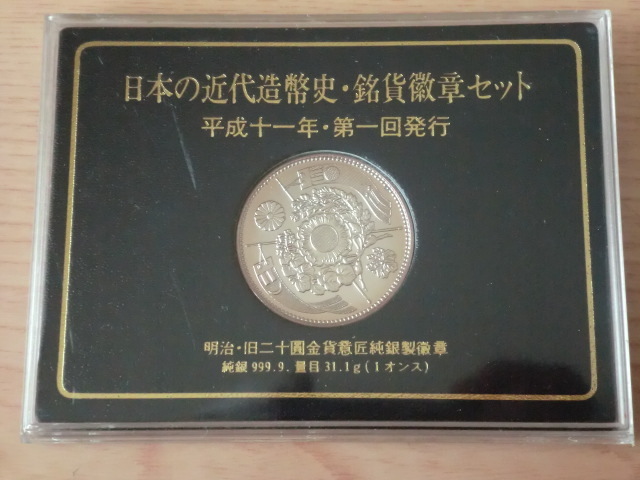 日本の近代造幣史・銘貨徽章セット
平成十一年・第一回発行
明治・旧二十圓金貨意匠純銀製徽章
純銀 999.9. 量目31.1g(1オンス)